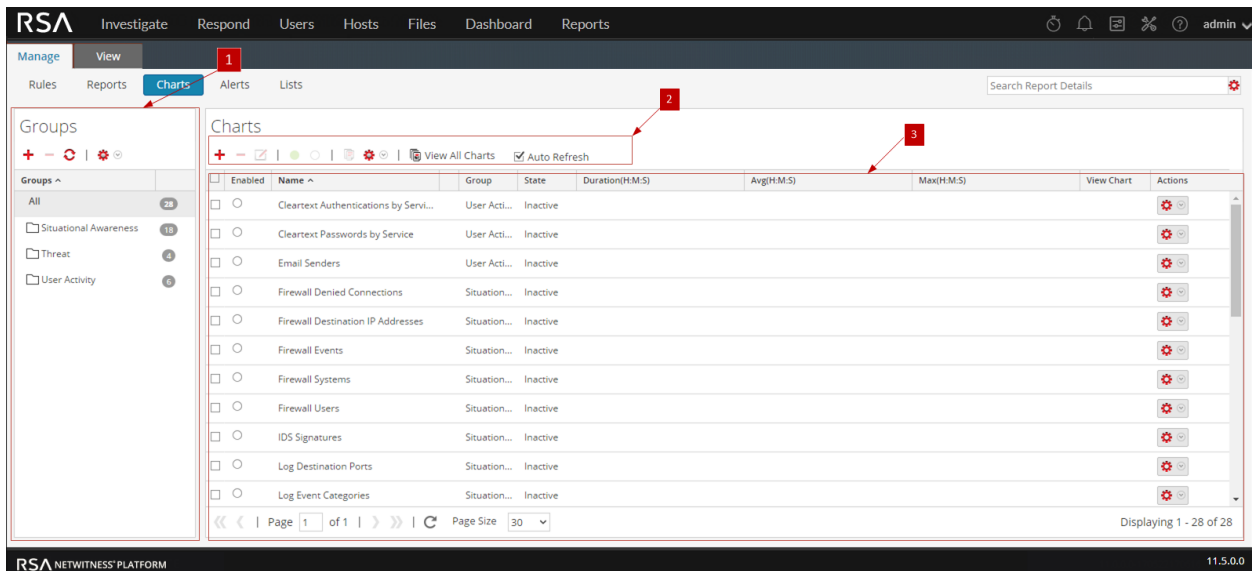 RSA Investigate Respond Users Hosts Files Dashboard Reports admin
Manage View
1
Rules Reports Charts Alerts Lists Search Report Details
2
Groups
Charts
3
View All Charts Auto Refresh
Groups
Enabled Name Group State Duration(H:M:S) Avg(H:M:S) Max(H:M:S) View Chart Actions
All 28
Situational Awareness 18
Threat 4
User Activity 6
Cleartext Authentications by Servi... User Acti... Inactive
Cleartext Passwords by Service User Acti... Inactive
Email Senders User Acti... Inactive
Firewall Denied Connections Situation... Inactive
Firewall Destination IP Addresses Situation... Inactive
Firewall Events Situation... Inactive
Firewall Systems Situation... Inactive
Firewall Users Situation... Inactive
IDS Signatures Situation... Inactive
Log Destination Ports Situation... Inactive
Log Event Categories Situation... Inactive
Page 1 of 1 Page Size 30 Displaying 1 - 28 of 28
RSA NETWITNESS® PLATFORM 11.5.0.0